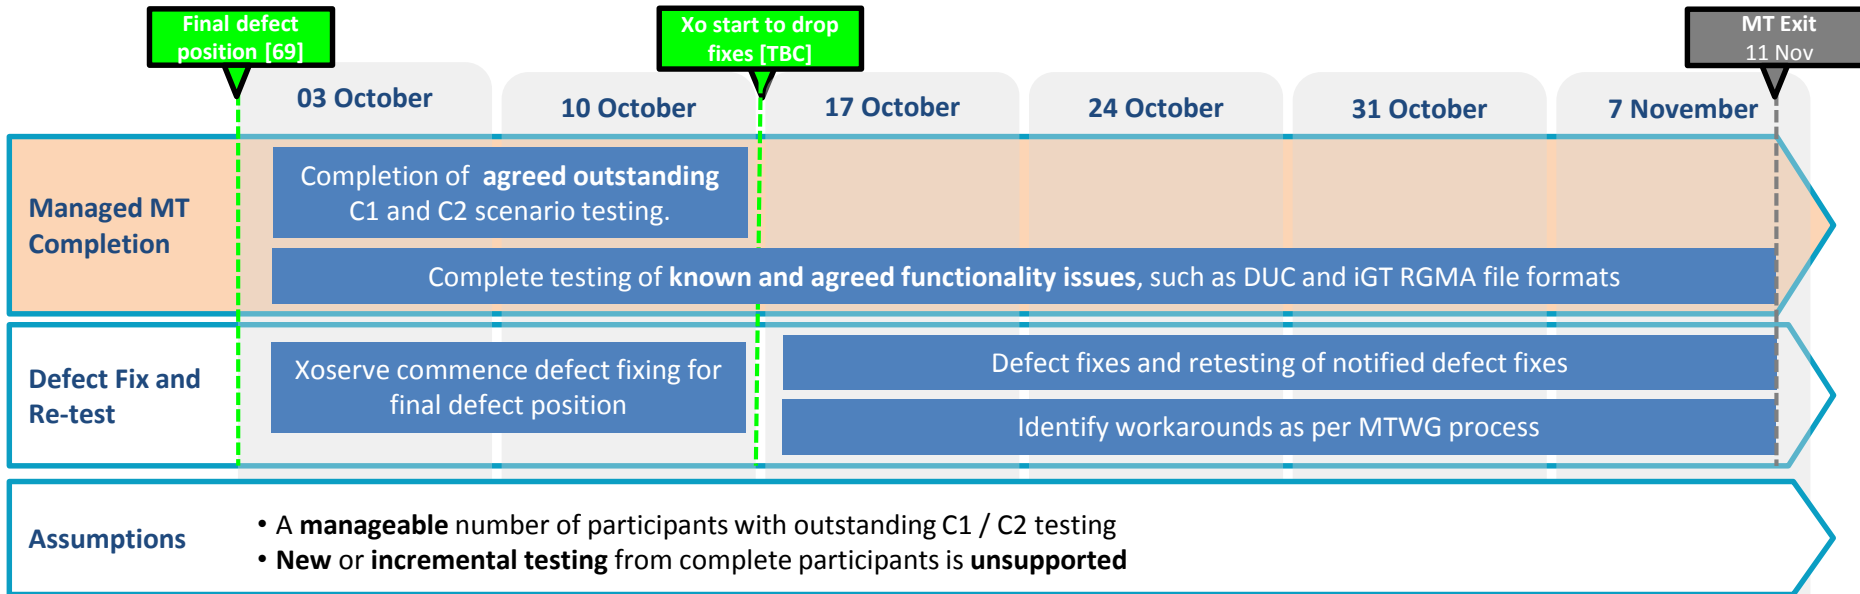 Final defect
position [69]
Xo start to drop
fixes [TBC]
MT Exit
11 Nov
03 October
10 October
17 October
24 October
31 October
7 November
Managed MT
Completion
Completion of agreed outstanding
C1 and C2 scenario testing.
Complete testing of known and agreed functionality issues, such as DUC and iGT RGMA file formats
Defect Fix and
Re-test
Xoserve commence defect fixing for
final defect position
Defect fixes and retesting of notified defect fixes
Identify workarounds as per MTWG process
Assumptions
• A manageable number of participants with outstanding C1 / C2 testing
• New or incremental testing from complete participants is unsupported